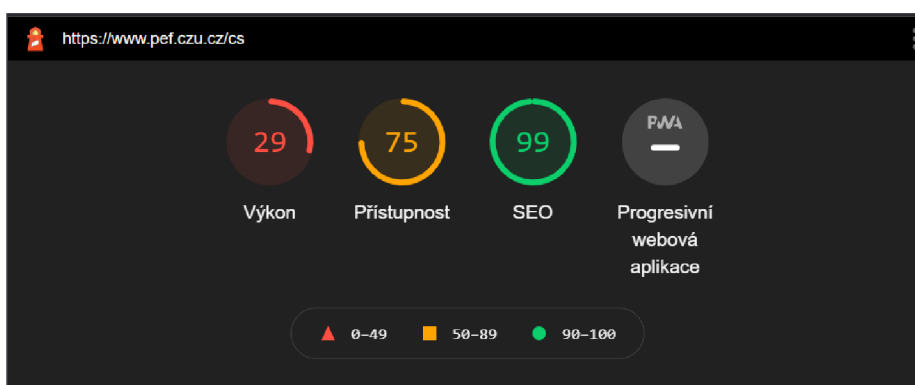 https://www.pef.czu.cz/cs
29
75
99
PWA
Výkon
Přístupnost
SEO
Progresivní
webová
aplikace
0–49
50–89
90–100